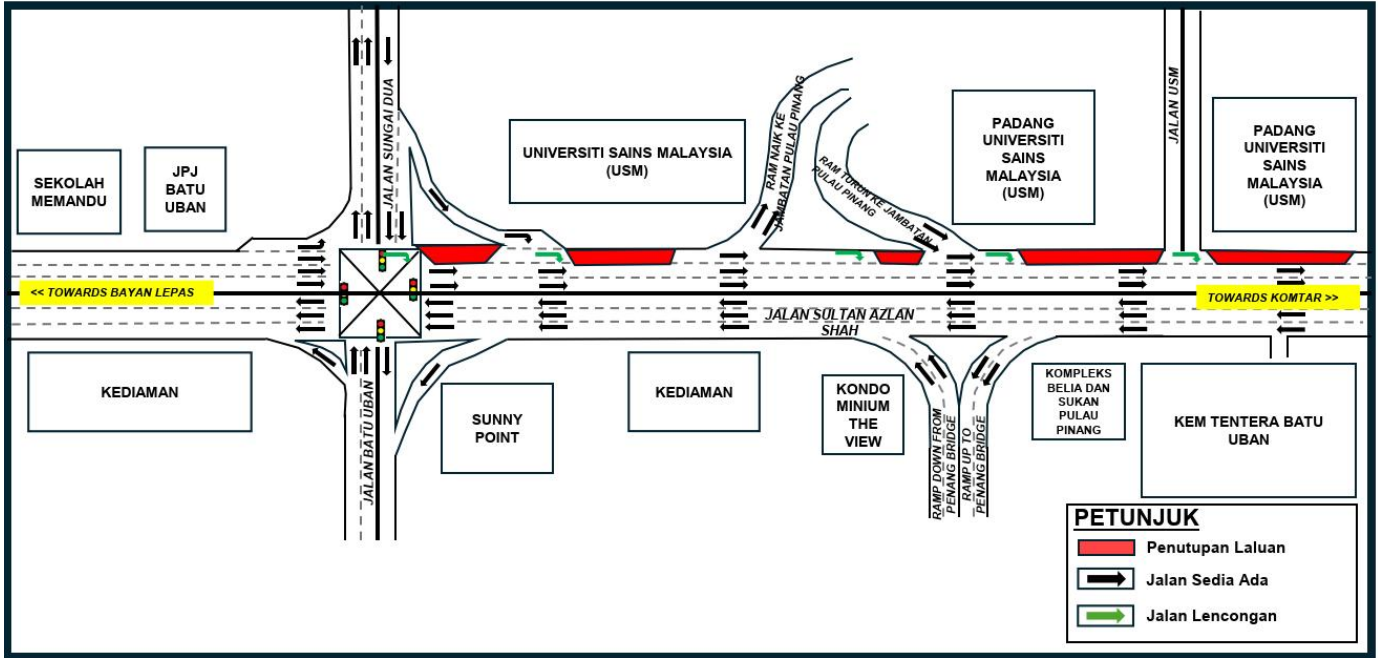 JALAN SUNGAI DUA
SEKOLAH
MEMANDU
JPJ
BATU
UBAN
JALAN SUNGAI DUA
UNIVERSITI SAINS MALAYSIA
(USM)
RAM NAIK KE
JAMBATAN PULAU PINANG
RAM TURUN KE JAMBATAN
PULAU PINANG
PADANG
UNIVERSITI
SAINS
MALAYSIA
(USM)
JALAN USM
PADANG
UNIVERSITI
SAINS
MALAYSIA
(USM)
<< TOWARDS BAYAN LEPAS
TOWARDS KOMTAR >>
JALAN SULTAN AZLAN
SHAH
KEDIAMAN
JALAN BATU UBAN
SUNNY
POINT
KEDIAMAN
KONDO
MINIUM
THE
VIEW
RAMP DOWN FROM
PENANG BRIDGE
RAMP UP TO
PENANG BRIDGE
KOMPLEKS
BELIA DAN
SUKAN
PULAU
PINANG
KEM TENTERA BATU
UBAN
PETUNJUK
Penutupan Laluan
Jalan Sedia Ada
Jalan Lencongan